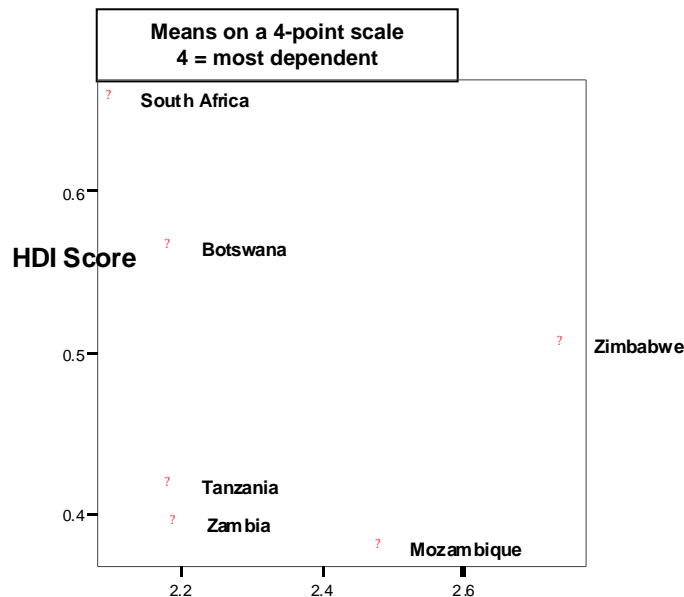 Means on a 4-point scale
4 = most dependent
? South Africa
0.6
? Botswana
HDI Score
? Zimbabwe
0.5
? Tanzania
0.4
? Zambia
? Mozambique
2.2 2.4 2.6